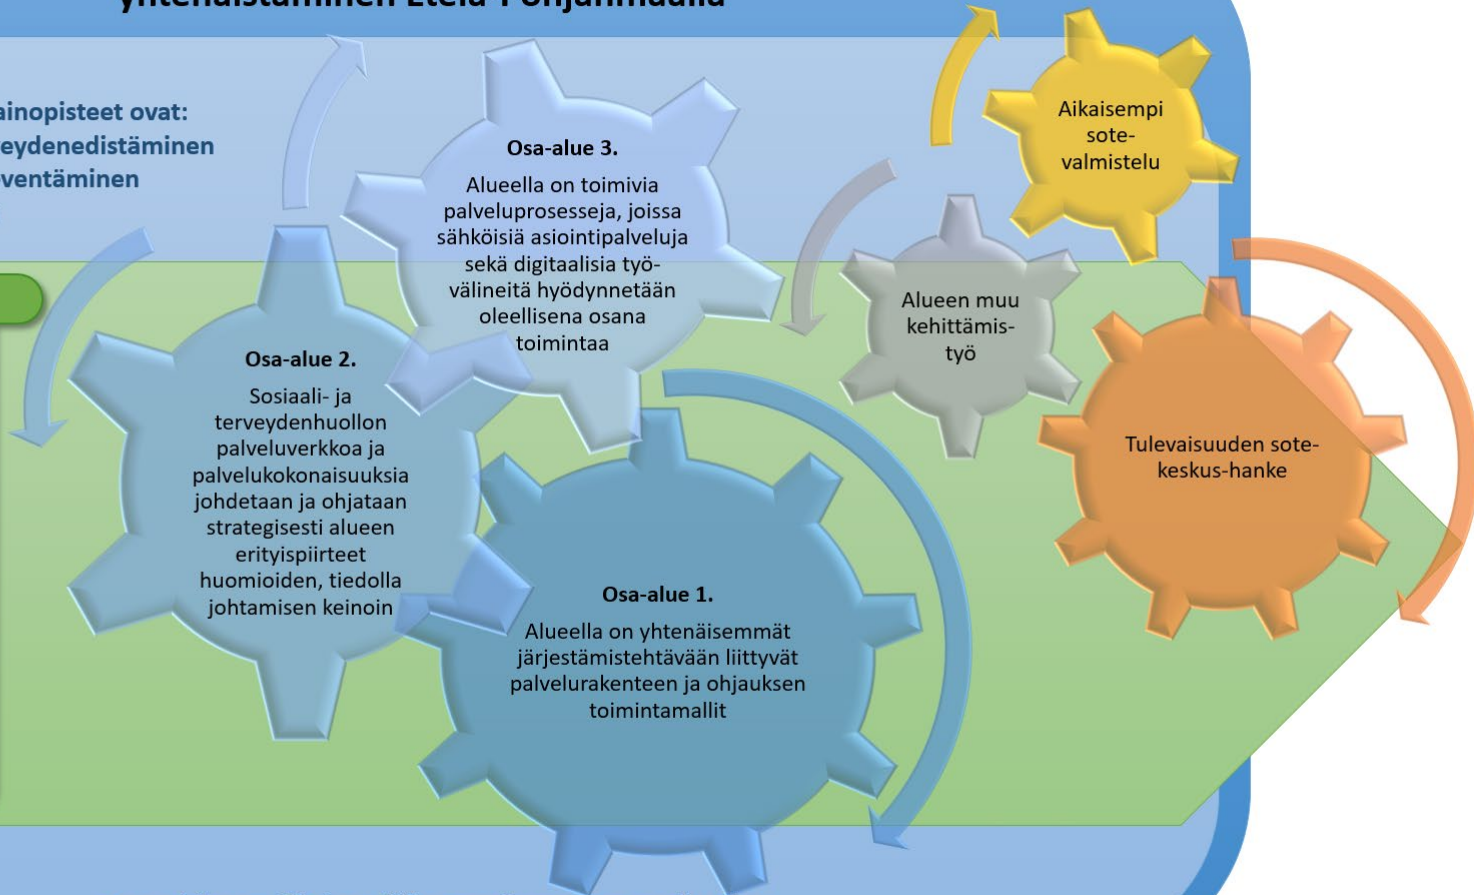 yhtenäistäminen Etelä-Pohjanmaalla
ainopisteet ovat:
eydenedistäminen
ventäminen
Osa-alue 3.
Alueella on toimivia
palveluprosesseja, joissa
sähköisiä asiointipalveluja
sekä digitaalisia työ-
välineitä hyödynnetään
oleellisena osana
toimintaa
Aikaisempi
sote-
valmistelu
Alueen muu
kehittämis-
työ
Osa-alue 2.
Sosiaali- ja
terveydenhuollon
palveluverkkoa ja
palvelukokonaisuuksia
johdetaan ja ohjataan
strategisesti alueen
erityispiirteet
huomioiden, tiedolla
johtamisen keinoin
Tulevaisuuden sote-
keskus-hanke
Osa-alue 1.
Alueella on yhtenäisemmät
järjestämistehtävään liittyvät
palvelurakenteen ja ohjauksen
toimintamallit